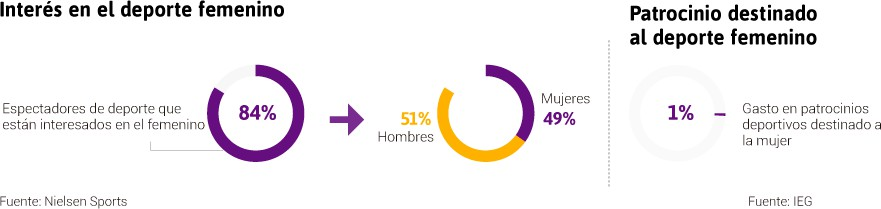 Interés en el deporte femenino
Espectadores de deporte que
están interesados en el femenino
84%
51%
Hombres
Mujeres
49%
Fuente: Nielsen Sports
Patrocinio destinado
al deporte femenino
1%
Gasto en patrocinios
deportivos destinado a
la mujer
Fuente: IEG